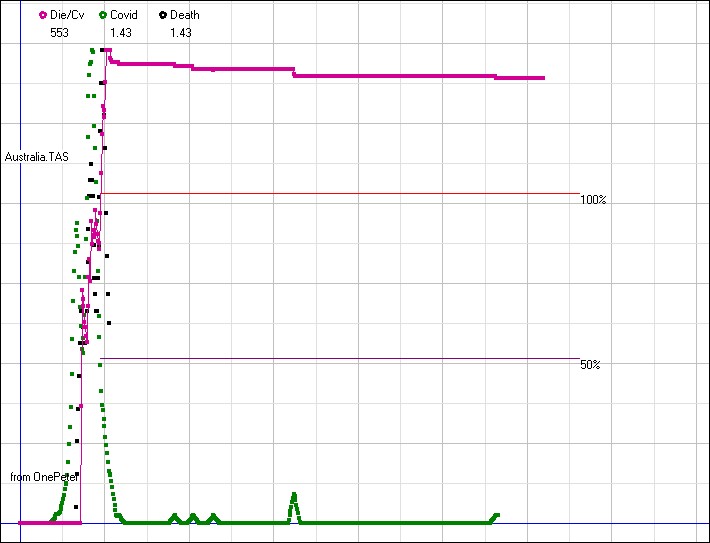 Die/Cv Covid Death
553 1.43 1.43
Australia.TAS
100%
50%
from OnePeter